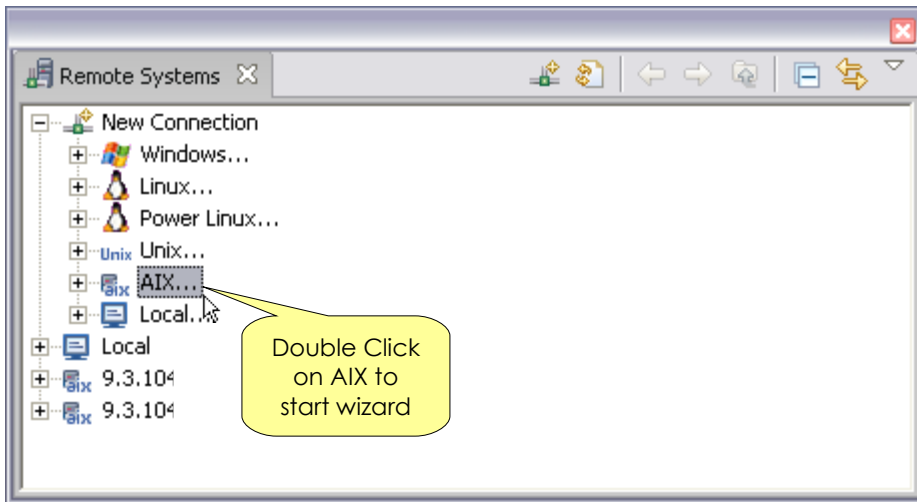 Remote Systems
New Connection
Windows...
Linux...
Power Linux...
Unix Unix...
aix AIX...
Local...
Local
aix 9.3.104
aix 9.3.104
Double Click
on AIX to
start wizard